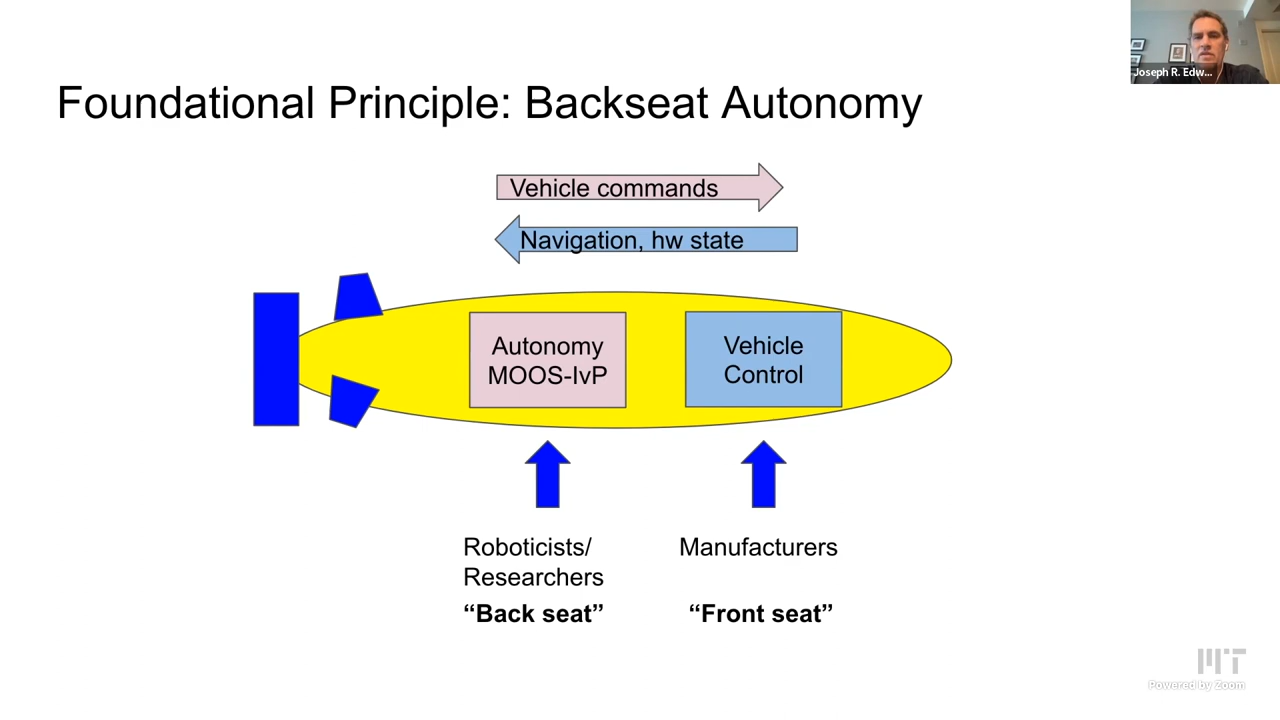 Joseph R. Edw...
Foundational Principle: Backseat Autonomy
Vehicle commands
Navigation, hw state
Autonomy
MOOS-IvP
Vehicle
Control
Roboticists/
Researchers
“Back seat”
Manufacturers
“Front seat”
MIT
Powered by Zoom